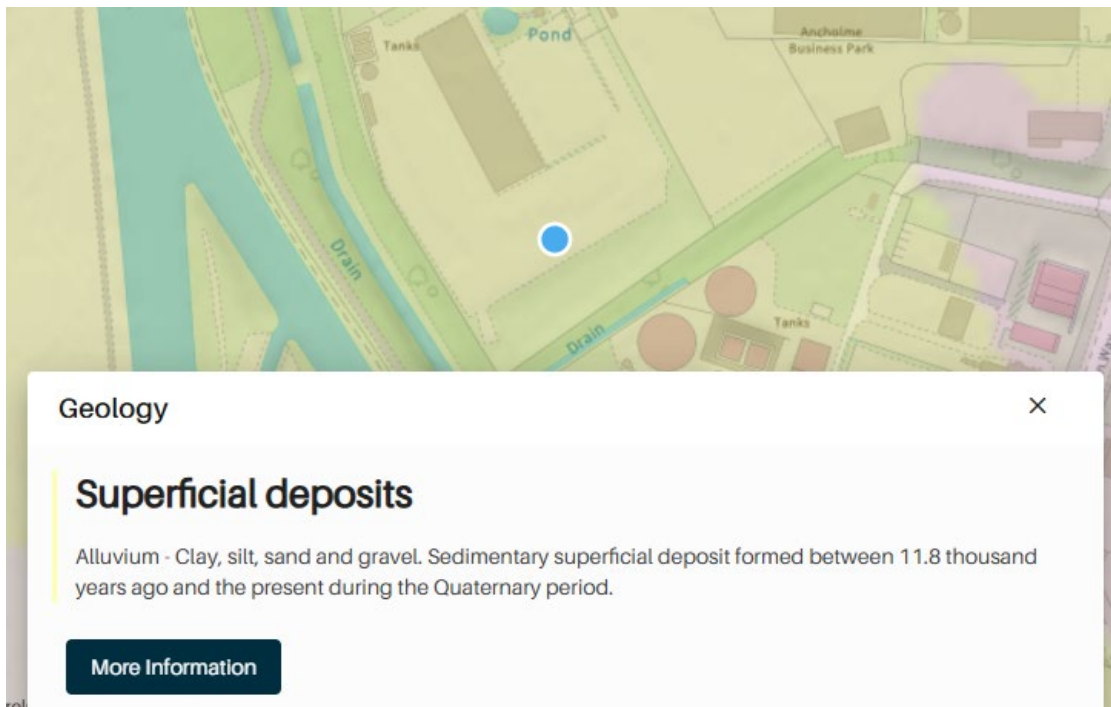 Tanks
Pond
Ancholme
Business Park
Drain
Drain
Tanks
Geology
Superficial deposits
Alluvium - Clay, silt, sand and gravel. Sedimentary superficial deposit formed between 11.8 thousand
years ago and the present during the Quaternary period.
More Information